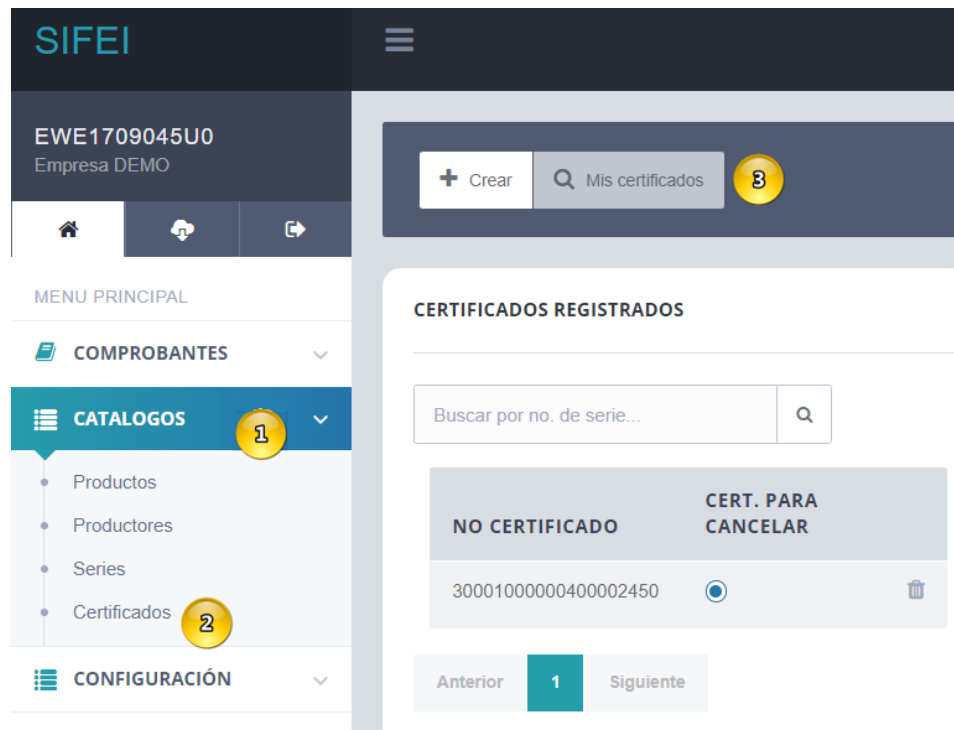 SIFEI
EWE1709045U0
Empresa DEMO
Crear
Mis certificados
3
MENU PRINCIPAL
COMPROBANTES
CATALOGOS
1
Productos
Productores
Series
Certificados
2
CONFIGURACIÓN
CERTIFICADOS REGISTRADOS
Buscar por no. de serie...
NO CERTIFICADO
CERT. PARA
CANCELAR
30001000000400002450
Anterior
1
Siguiente